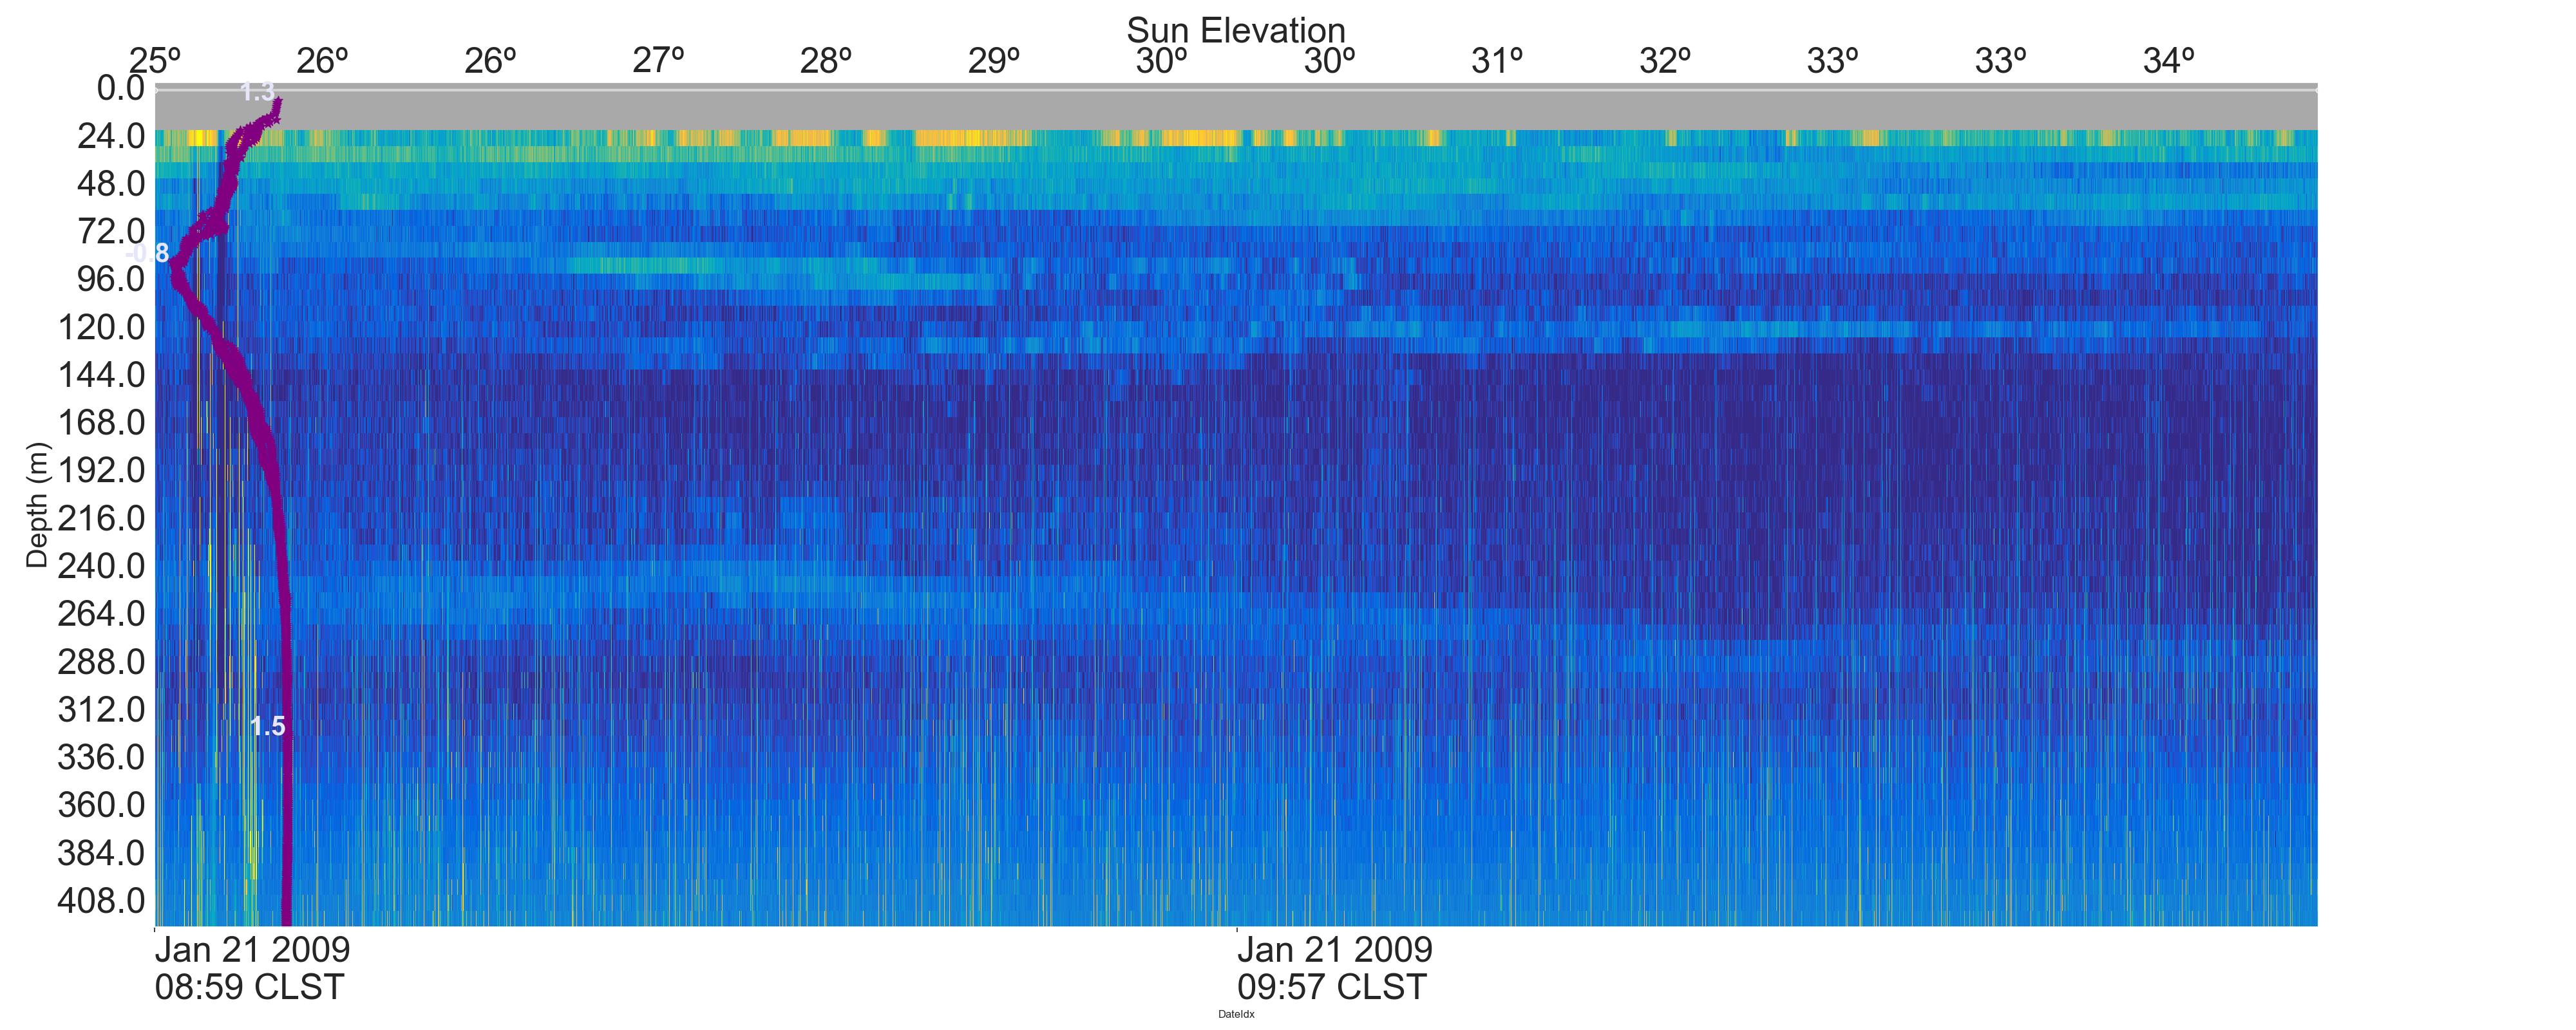 Sun Elevation
25º 26º 26º 27º 28º 29º 30º 30º 31º 32º 33º 33º 34º
0.0
1.3
24.0
48.0
72.0
-0.8
96.0
120.0
144.0
168.0
192.0
216.0
240.0
264.0
288.0
312.0
1.5
336.0
360.0
384.0
408.0
Depth (m)
Jan 21 2009
08:59 CLST
Jan 21 2009
09:57 CLST
DateIdx